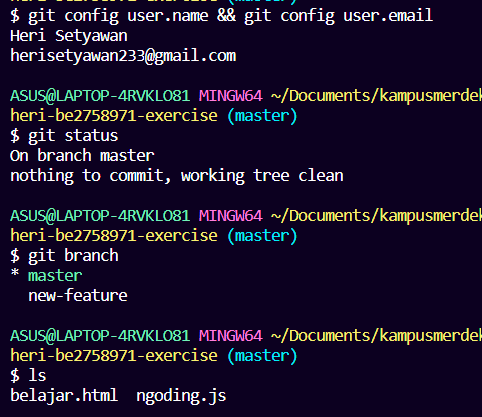 $ git config user.name && git config user.email
Heri Setyawan
herisetyawan233@gmail.com
ASUS@LAPTOP-4RVKLO81 MINGW64 ~/Documents/kampusmerdek
heri-be2758971-exercise (master)
$ git status
On branch master
nothing to commit, working tree clean
ASUS@LAPTOP-4RVKLO81 MINGW64 ~/Documents/kampusmerdek
heri-be2758971-exercise (master)
$ git branch
* master
new-feature
ASUS@LAPTOP-4RVKLO81 MINGW64 ~/Documents/kampusmerdek
heri-be2758971-exercise (master)
$ ls
belajar.html ngoding.js